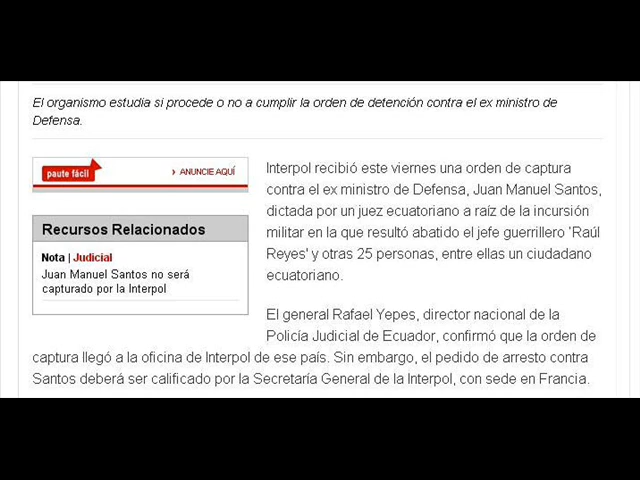 El organismo estudia si procede o no a cumplir la orden de detención contra el ex ministro de
Defensa.
paute fácil
› ANUNCIE AQUÍ
Recursos Relacionados
Nota | Judicial
Juan Manuel Santos no será
capturado por la Interpol
Interpol recibió este viernes una orden de captura
contra el ex ministro de Defensa, Juan Manuel Santos,
dictada por un juez ecuatoriano a raíz de la incursión
militar en la que resultó abatido el jefe guerrillero 'Raúl
Reyes' y otras 25 personas, entre ellas un ciudadano
ecuatoriano.
El general Rafael Yepes, director nacional de la
Policía Judicial de Ecuador, confirmó que la orden de
captura llegó a la oficina de Interpol de ese país. Sin embargo, el pedido de arresto contra
Santos deberá ser calificado por la Secretaría General de la Interpol, con sede en Francia.